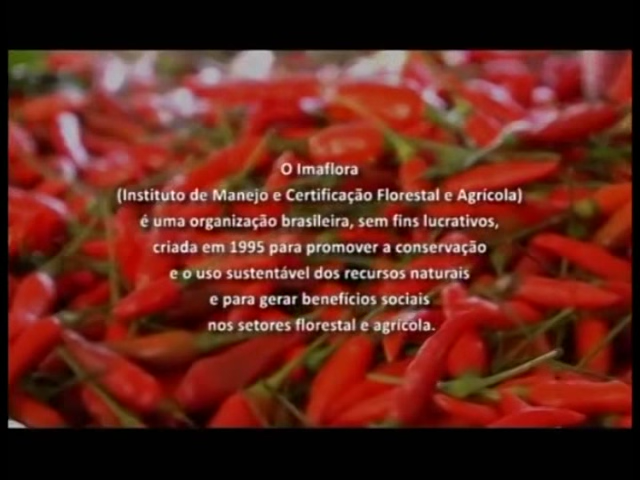 O Imaflora
(Instituto de Manejo e Certificação Florestal e Agrícola)
é uma organização brasileira, sem fins lucrativos,
criada em 1995 para promover a conservação
e o uso sustentável dos recursos naturais
e para gerar benefícios sociais
nos setores florestal e agrícola.